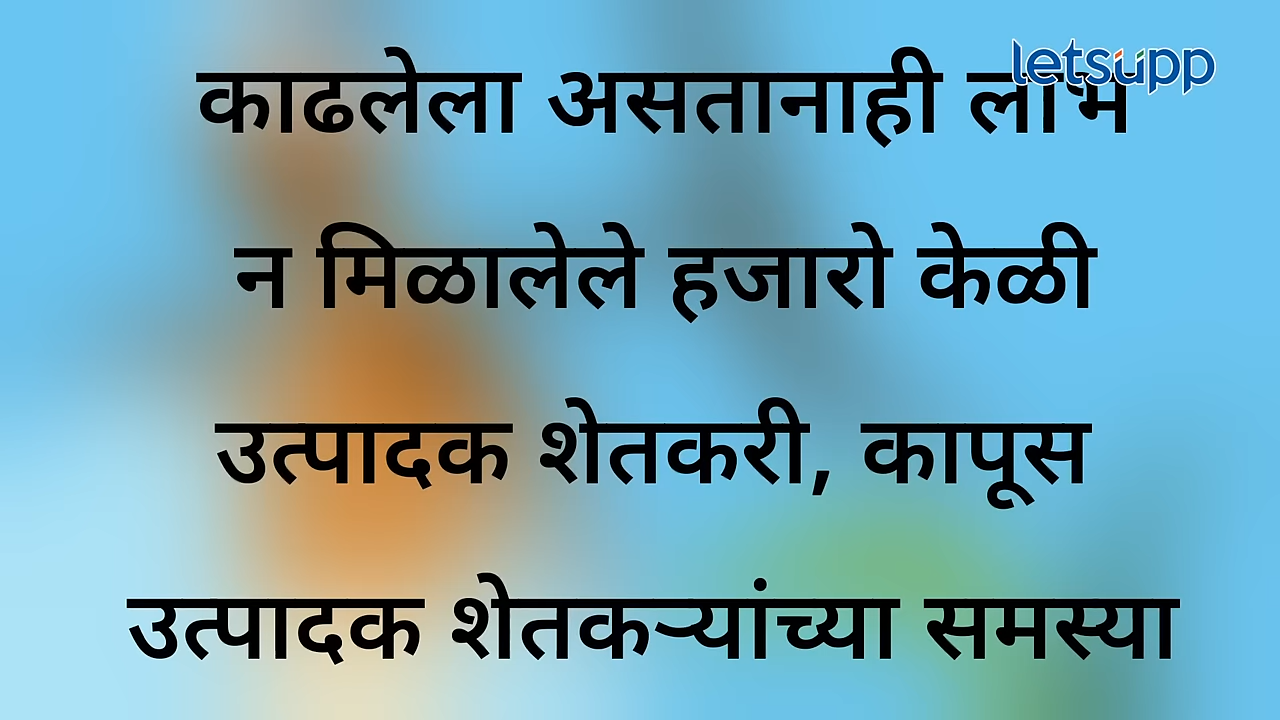 letsupp
काढलेला असतानाही लाभ
न मिळालेले हजारो केळी
उत्पादक शेतकरी, कापूस
उत्पादक शेतकऱ्यांच्या समस्या